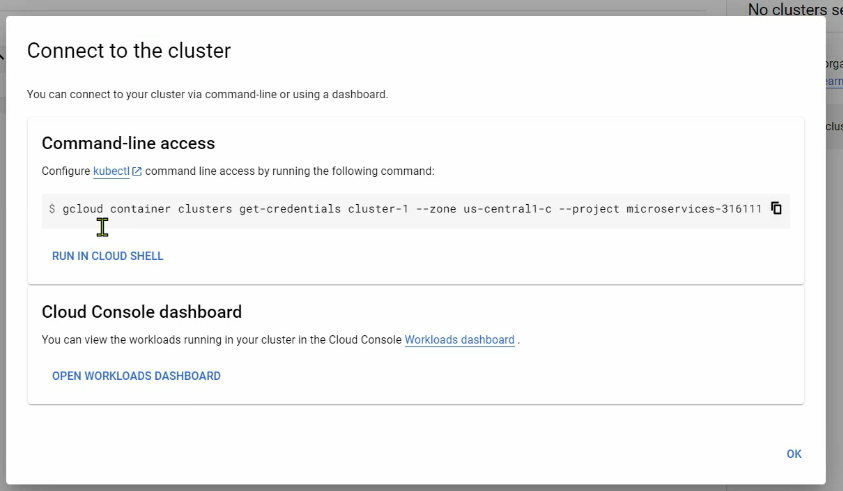 No clusters se
Connect to the cluster
You can connect to your cluster via command-line or using a dashboard.
Command-line access
Configure kubectl command line access by running the following command:
$ gcloud container clusters get-credentials cluster-1 --zone us-central1-c --project microservices-316111
RUN IN CLOUD SHELL
Cloud Console dashboard
You can view the workloads running in your cluster in the Cloud Console Workloads dashboard .
OPEN WORKLOADS DASHBOARD
OK